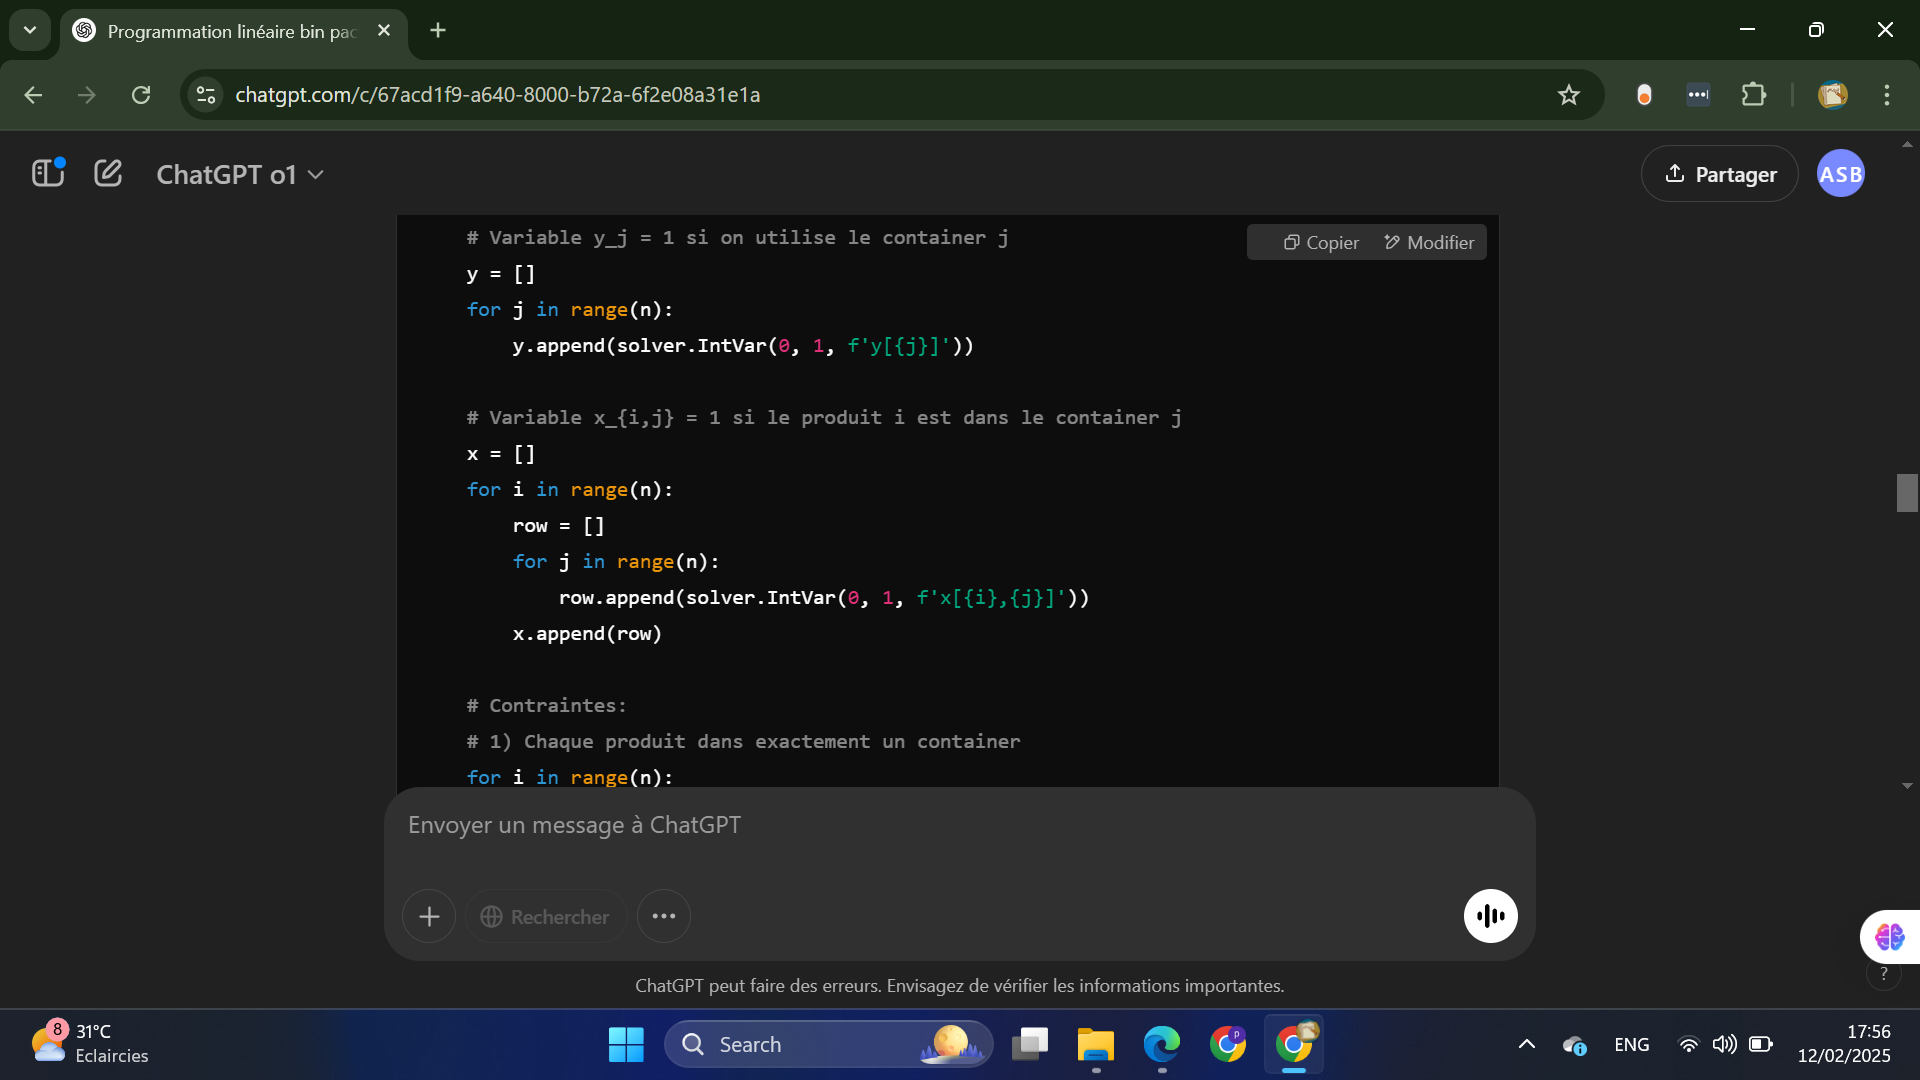 Programmation linéaire bin pac
chatgpt.com/c/67acd1f9-a640-8000-b72a-6f2e08a31e1a
ChatGPT o1
Partager
ASB
Copier
Modifier
# Variable y_j = 1 si on utilise le container j
y = []
for j in range(n):
    y.append(solver.IntVar(0, 1, f'y[{j}]'))
# Variable x_{i,j} = 1 si le produit i est dans le container j
x = []
for i in range(n):
    row = []
    for j in range(n):
        row.append(solver.IntVar(0, 1, f'x[{i},{j}]'))
    x.append(row)
# Contraintes:
# 1) Chaque produit dans exactement un container
for i in range(n):
Envoyer un message à ChatGPT
Rechercher
?
ChatGPT peut faire des erreurs. Envisagez de vérifier les informations importantes.
8
31°C
Eclaircies
Search
p
ENG
17:56
12/02/2025